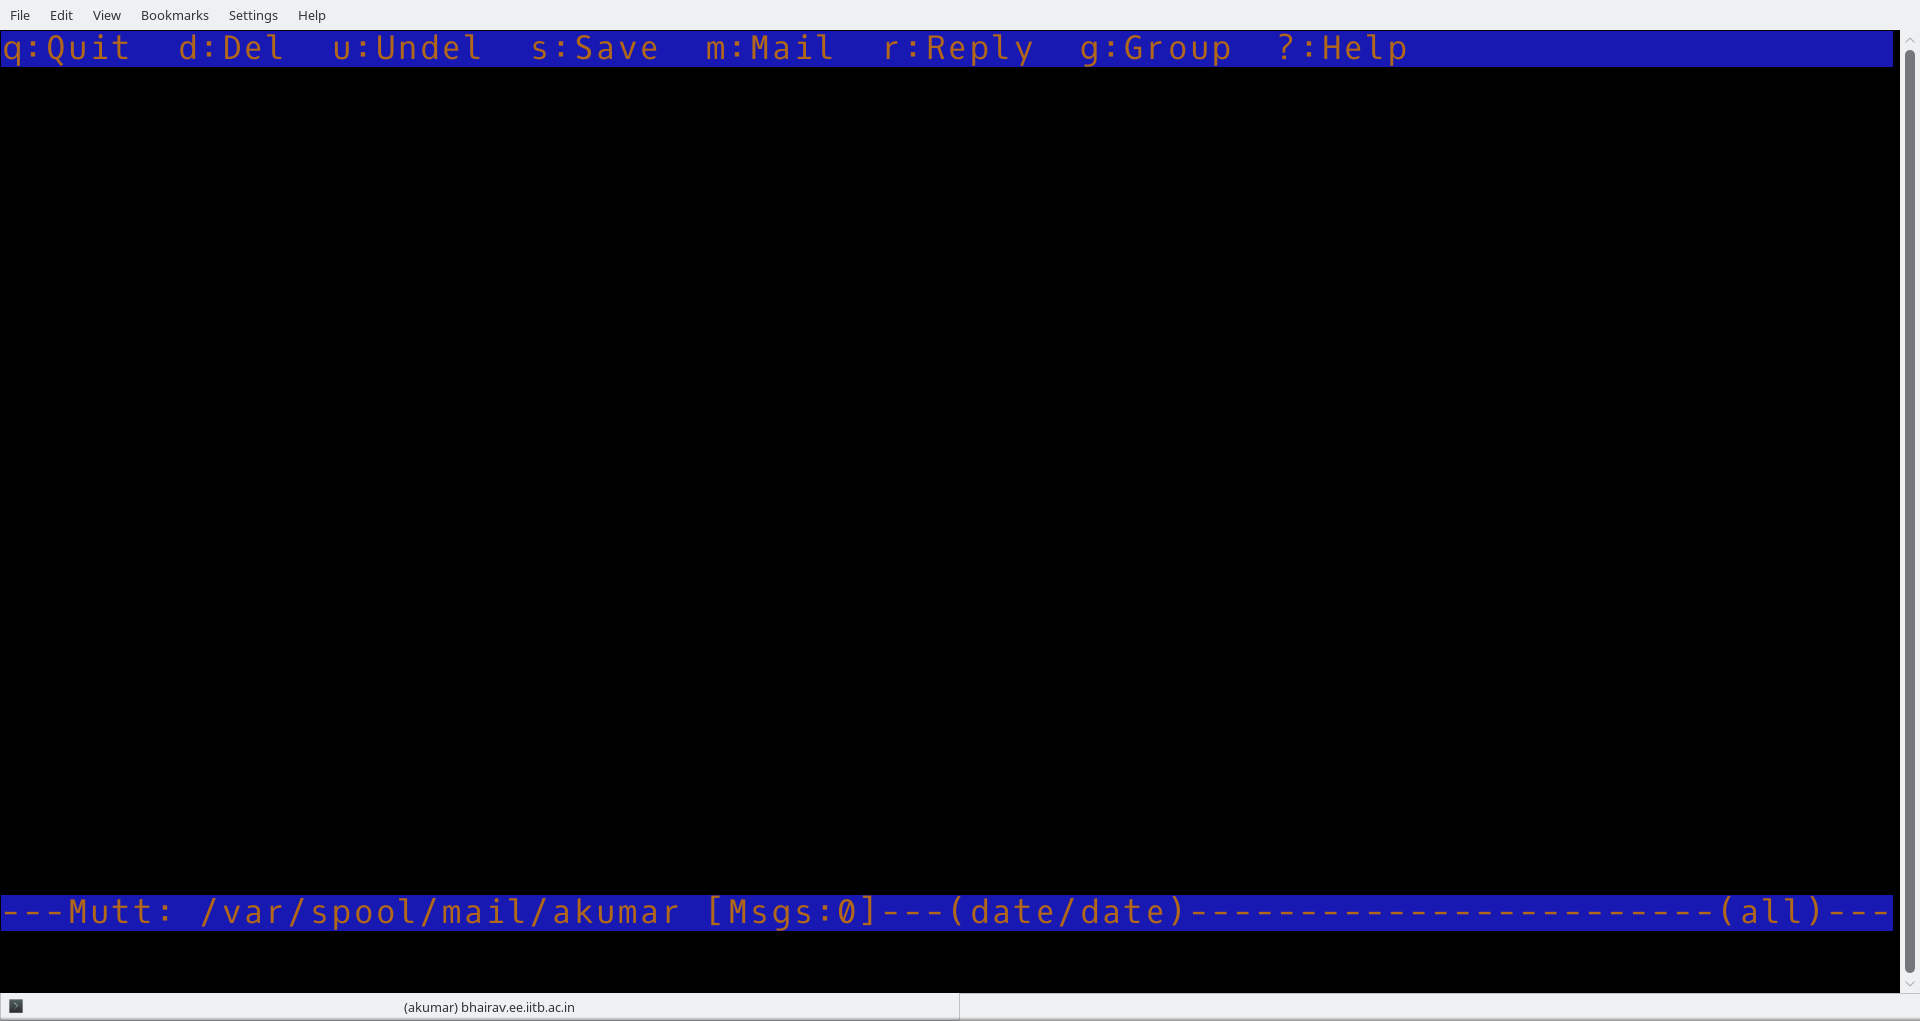 File Edit View Bookmarks Settings Help
q:Quit d:Del u:Undel s:Save m:Mail r:Reply g:Group ?:Help
---Mutt: /var/spool/mail/akumar [Msgs:0]---(date/date)------------------------(all)---
(akumar) bhairav.ee.iitb.ac.in